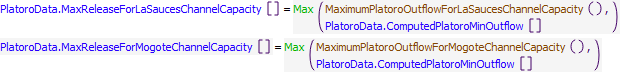 PlatoroData.MaxReleaseForLaSaucesChannelCapacity [] = Max ( MaximumPlatoroOutflowForLaSaucesChannelCapacity (),
PlatoroData.ComputedPlatoroMinOutflow [] )
PlatoroData.MaxReleaseForMogoteChannelCapacity [] = Max ( MaximumPlatoroOutflowForMogoteChannelCapacity (),
PlatoroData.ComputedPlatoroMinOutflow [] )